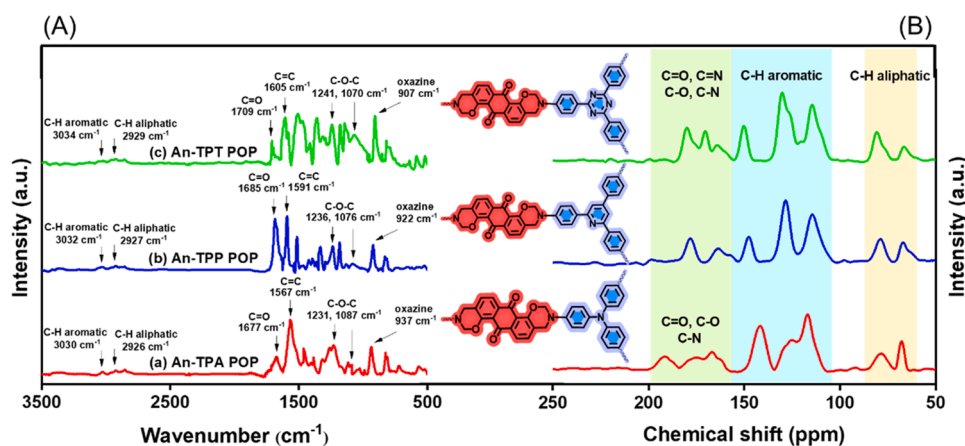 (A)
(B)
Intensity (a.u.)
C-H aromatic
3034 cm⁻¹
C-H aliphatic
2929 cm⁻¹
C=O
1709 cm⁻¹
C=C
1605 cm⁻¹
C-O-C
1241, 1070 cm⁻¹
oxazine
907 cm⁻¹
(c) An-TPT POP
C-H aromatic
3032 cm⁻¹
C-H aliphatic
2927 cm⁻¹
C=O
1685 cm⁻¹
C=C
1591 cm⁻¹
C-O-C
1236, 1076 cm⁻¹
oxazine
922 cm⁻¹
(b) An-TPP POP
C-H aromatic
3030 cm⁻¹
C-H aliphatic
2926 cm⁻¹
C=O
1677 cm⁻¹
C=C
1567 cm⁻¹
C-O-C
1231, 1087 cm⁻¹
oxazine
937 cm⁻¹
(a) An-TPA POP
3500 2500 1500 500
Wavenumber (cm⁻¹)
C=O, C=N
C-O, C-N
C-H aromatic
C-H aliphatic
C=O, C-O
C-N
250 200 150 100 50
Chemical shift (ppm)
Intensity (a.u.)